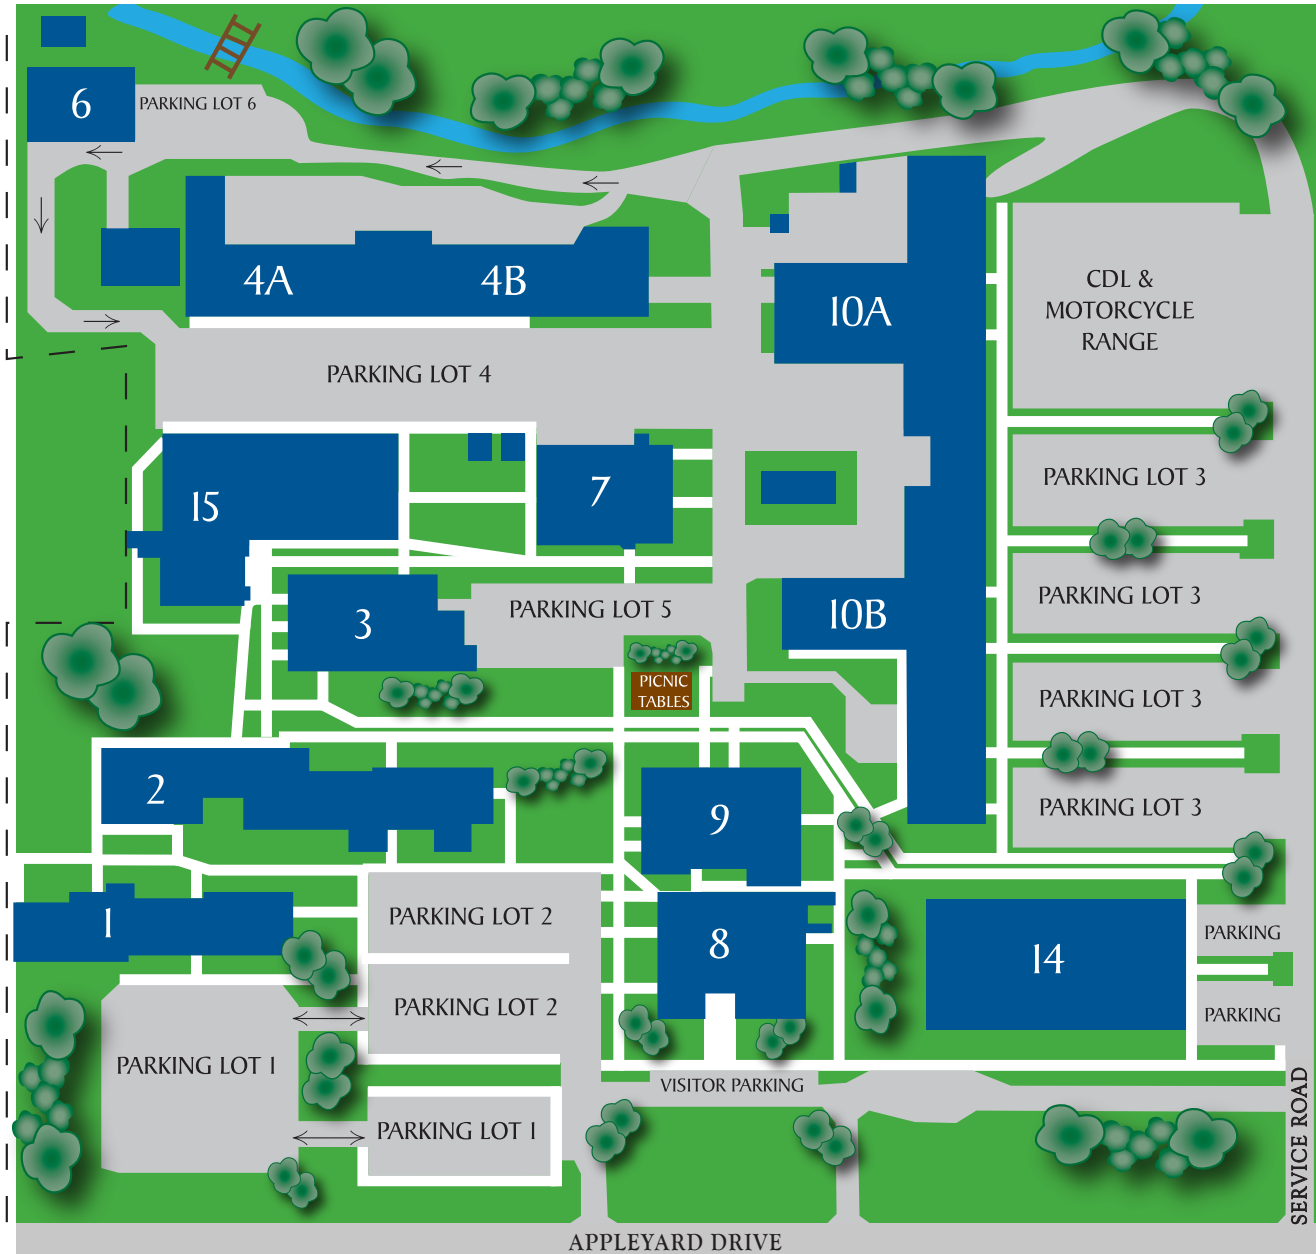 6
PARKING LOT 6
4A
4B
10A
CDL &
MOTORCYCLE
RANGE
PARKING LOT 4
15
7
PARKING LOT 3
3
PARKING LOT 5
10B
PARKING LOT 3
PICNIC
TABLES
PARKING LOT 3
2
9
PARKING LOT 3
1
PARKING LOT 2
8
14
PARKING
PARKING LOT 2
PARKING
PARKING LOT 1
VISITOR PARKING
PARKING LOT 1
SERVICE ROAD
APPLEYARD DRIVE